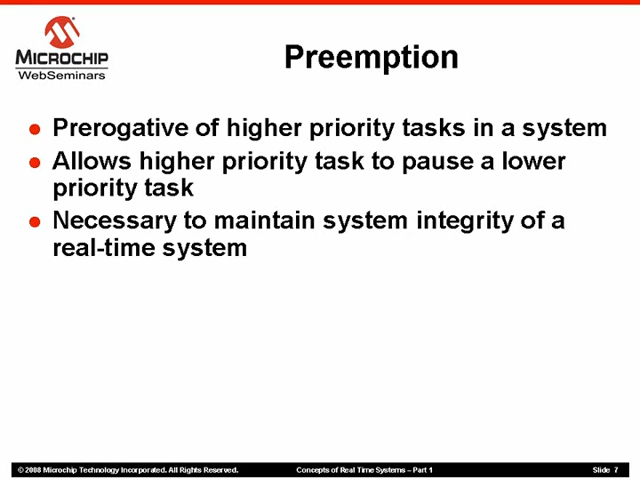 MICROCHIP
WebSeminars
Preemption
● Prerogative of higher priority tasks in a system
● Allows higher priority task to pause a lower
priority task
● Necessary to maintain system integrity of a
real-time system
© 2008 Microchip Technology Incorporated. All Rights Reserved. Concepts of Real Time Systems – Part 1 Slide 7